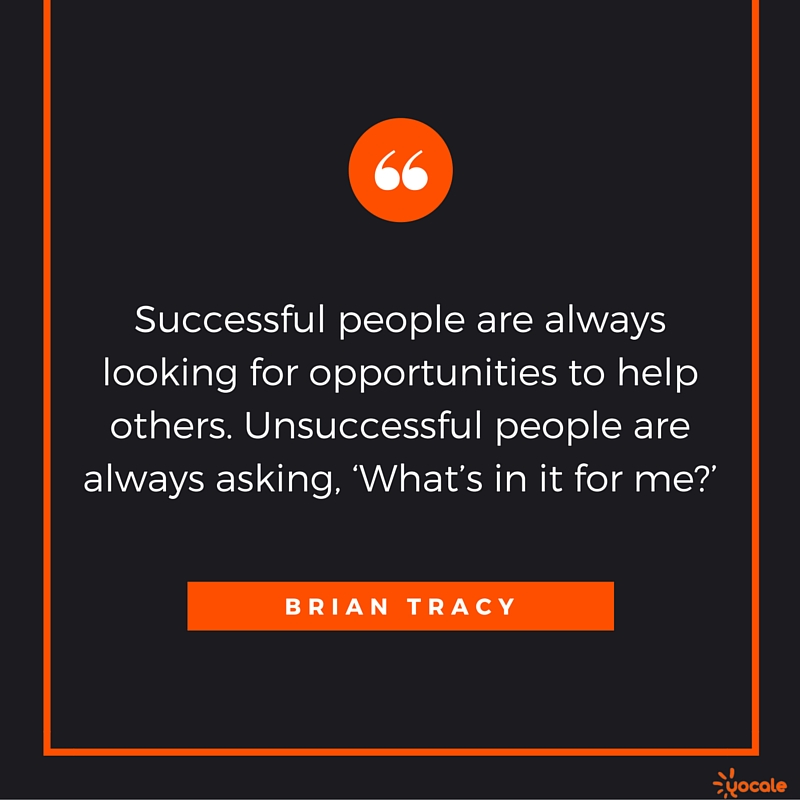 “
Successful people are always
looking for opportunities to help
others. Unsuccessful people are
always asking, ‘What’s in it for me?’
BRIAN TRACY
yocale